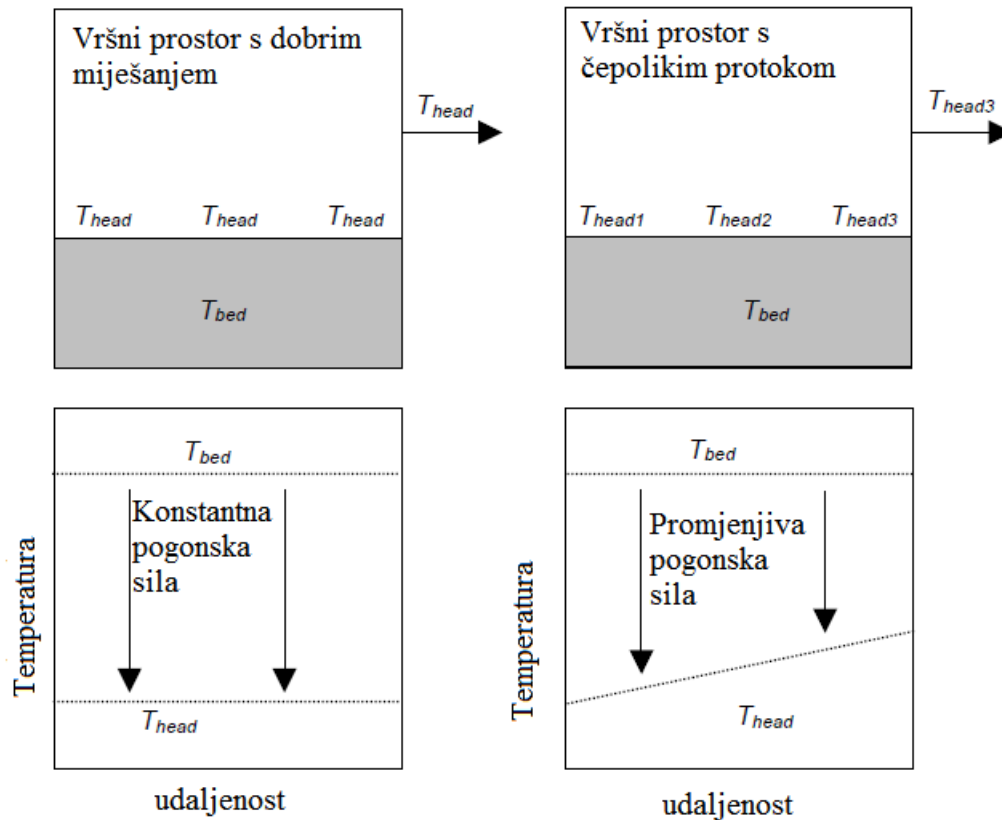 Vršni prostor s dobrim
miješanjem
T_head
T_head T_head T_head
T_bed
Vršni prostor s
čepolikim protokom
T_head3
T_head1 T_head2 T_head3
T_bed
Temperatura
T_bed
Konstantna
pogonska
sila
T_head
udaljenost
Temperatura
T_bed
Promjenjiva
pogonska
sila
T_head
udaljenost